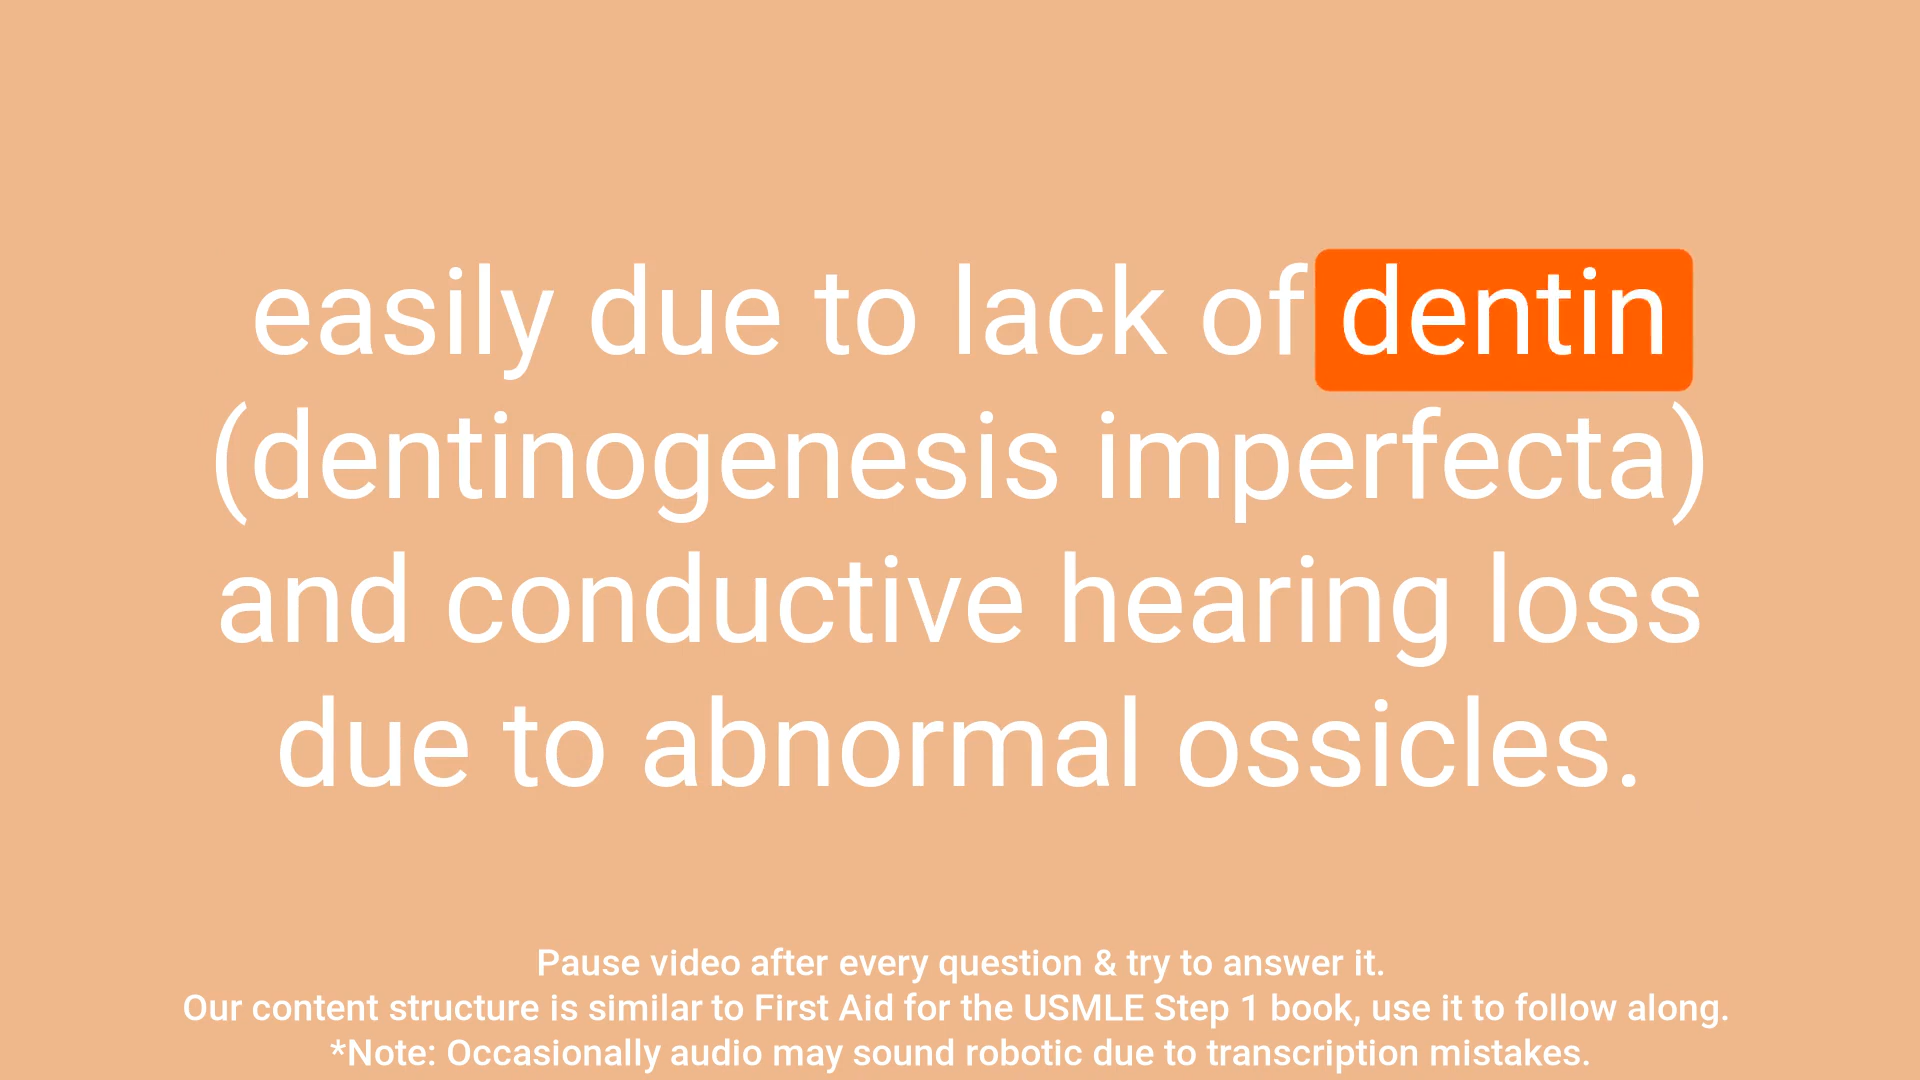 easily due to lack of dentin
(dentinogenesis imperfecta)
and conductive hearing loss
due to abnormal ossicles.
Pause video after every question & try to answer it.
Our content structure is similar to First Aid for the USMLE Step 1 book, use it to follow along.
*Note: Occasionally audio may sound robotic due to transcription mistakes.